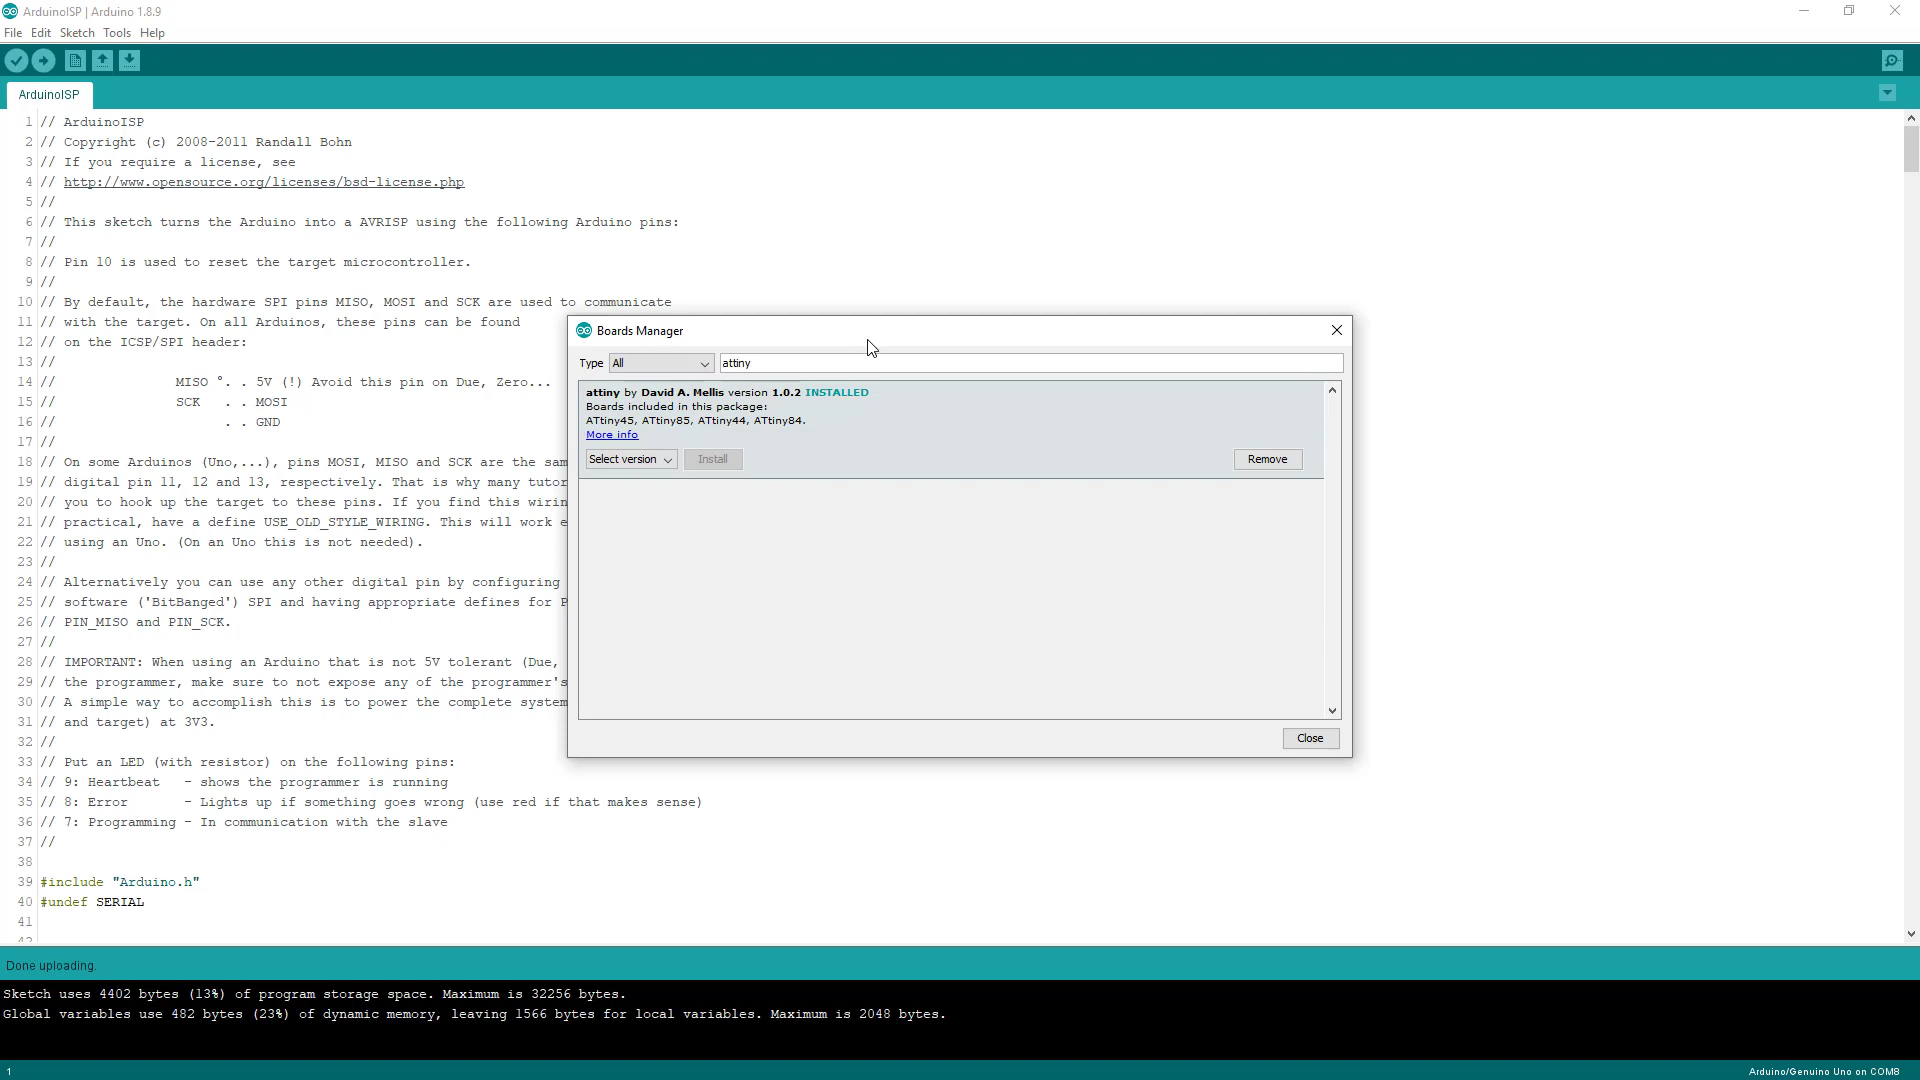 ArduinoISP | Arduino 1.8.9
File Edit Sketch Tools Help
ArduinoISP
1 // ArduinoISP
2 // Copyright (c) 2008-2011 Randall Bohn
3 // If you require a license, see
4 // http://www.opensource.org/licenses/bsd-license.php
5 //
6 // This sketch turns the Arduino into a AVRISP using the following Arduino pins:
7 //
8 // Pin 10 is used to reset the target microcontroller.
9 //
10 // By default, the hardware SPI pins MISO, MOSI and SCK are used to communicate
11 // with the target. On all Arduinos, these pins can be found
12 // on the ICSP/SPI header:
13 //
14 // MISO °. . 5V (!) Avoid this pin on Due, Zero...
15 // SCK . . MOSI
16 // . . GND
17 //
18 // On some Arduinos (Uno,...), pins MOSI, MISO and SCK are the sam
19 // digital pin 11, 12 and 13, respectively. That is why many tutor
20 // you to hook up the target to these pins. If you find this wirin
21 // practical, have a define USE_OLD_STYLE_WIRING. This will work e
22 // using an Uno. (On an Uno this is not needed).
23 //
24 // Alternatively you can use any other digital pin by configuring
25 // software ('BitBanged') SPI and having appropriate defines for P
26 // PIN_MISO and PIN_SCK.
27 //
28 // IMPORTANT: When using an Arduino that is not 5V tolerant (Due,
29 // the programmer, make sure to not expose any of the programmer's
30 // A simple way to accomplish this is to power the complete system
31 // and target) at 3V3.
32 //
33 // Put an LED (with resistor) on the following pins:
34 // 9: Heartbeat - shows the programmer is running
35 // 8: Error - Lights up if something goes wrong (use red if that makes sense)
36 // 7: Programming - In communication with the slave
37 //
38
39 #include "Arduino.h"
40 #undef SERIAL
41
42
Boards Manager
Type All attiny
attiny by David A. Mellis version 1.0.2 INSTALLED
Boards included in this package:
ATtiny45, ATtiny85, ATtiny44, ATtiny84.
More info
Select version Install Remove
Close
Done uploading.
Sketch uses 4402 bytes (13%) of program storage space. Maximum is 32256 bytes.
Global variables use 482 bytes (23%) of dynamic memory, leaving 1566 bytes for local variables. Maximum is 2048 bytes.
1 Arduino/Genuino Uno on COM8